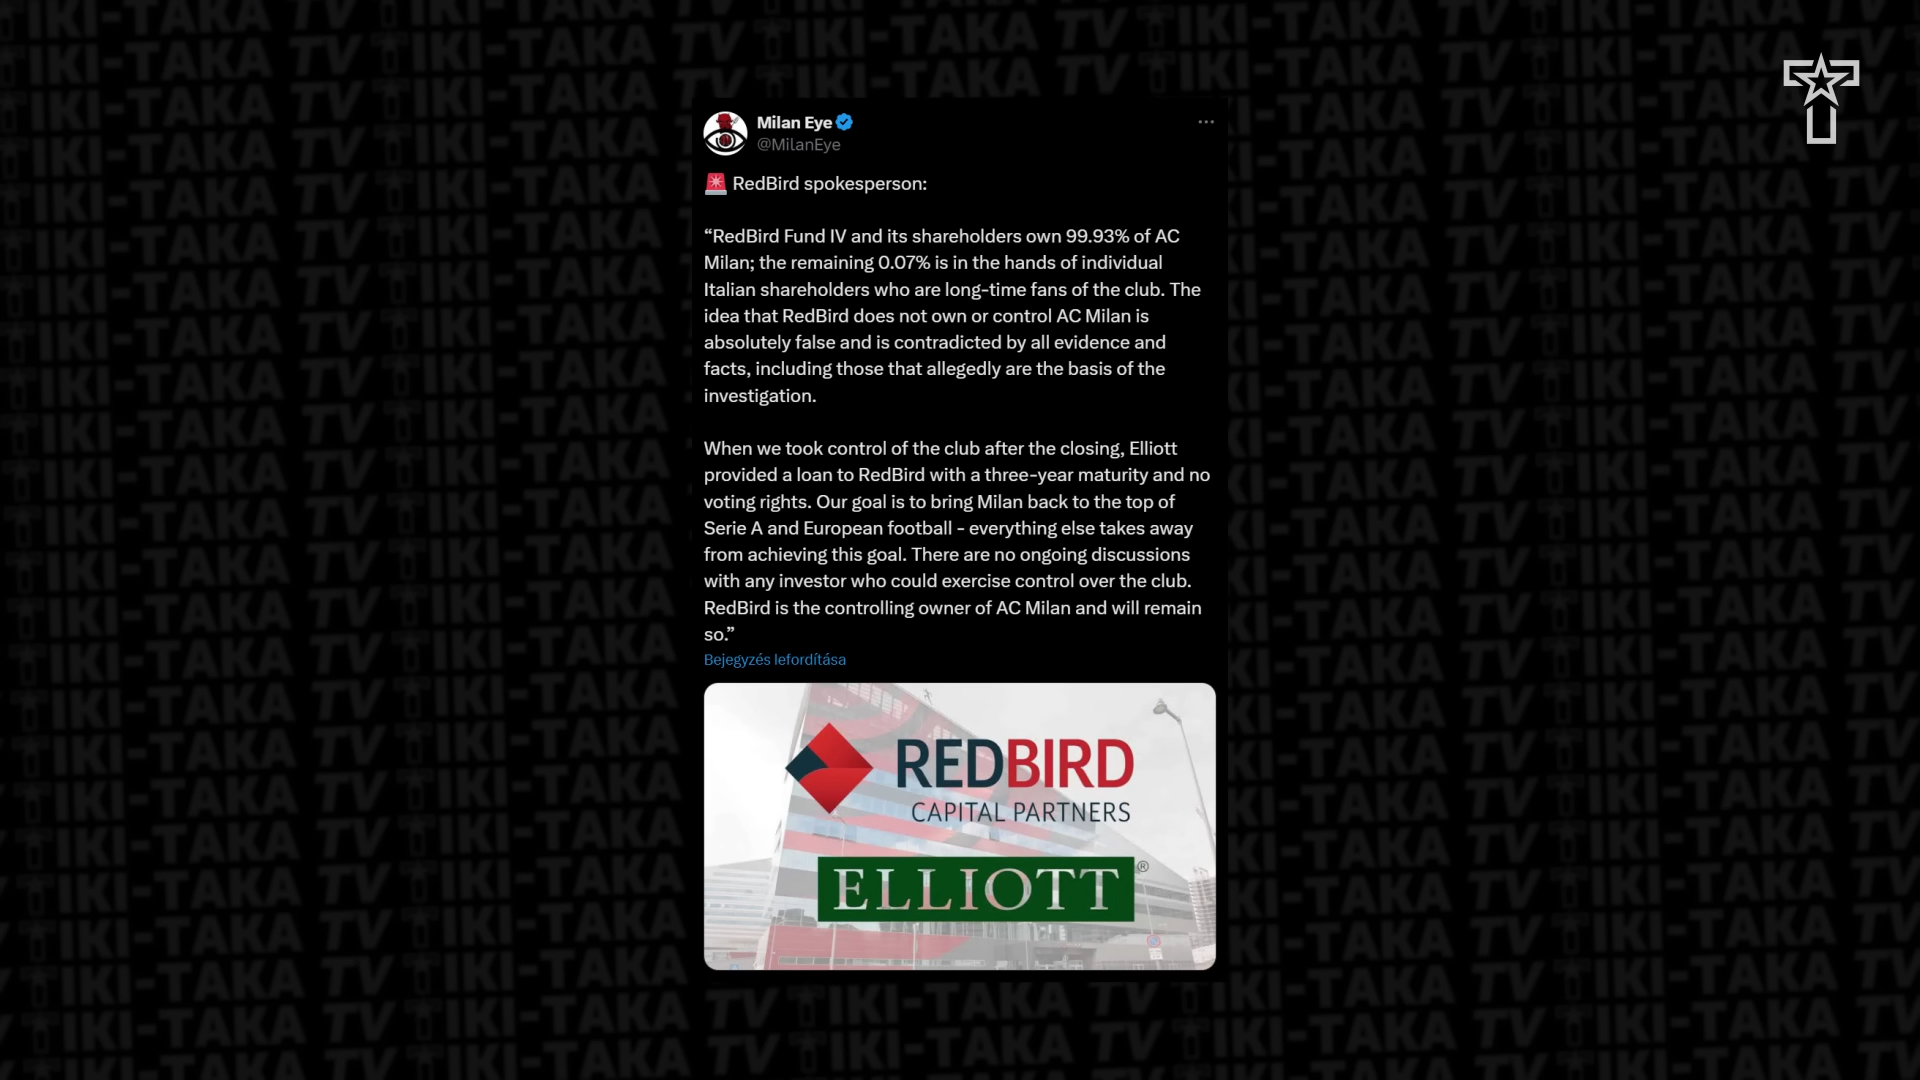 Milan Eye
@MilanEye
RedBird spokesperson:
“RedBird Fund IV and its shareholders own 99.93% of AC
Milan; the remaining 0.07% is in the hands of individual
Italian shareholders who are long-time fans of the club. The
idea that RedBird does not own or control AC Milan is
absolutely false and is contradicted by all evidence and
facts, including those that allegedly are the basis of the
investigation.
When we took control of the club after the closing, Elliott
provided a loan to RedBird with a three-year maturity and no
voting rights. Our goal is to bring Milan back to the top of
Serie A and European football - everything else takes away
from achieving this goal. There are no ongoing discussions
with any investor who could exercise control over the club.
RedBird is the controlling owner of AC Milan and will remain
so.”
Bejegyzés lefordítása
REDBIRD
CAPITAL PARTNERS
ELLIOTT®
TIKI-TAKA TV